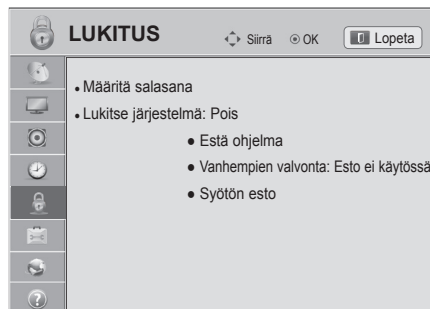 LUKITUS
Siirrä
OK
Lopeta
• Määritä salasana
• Lukitse järjestelmä: Pois
• Estä ohjelma
• Vanhempien valvonta: Esto ei käytössä
• Syötön esto